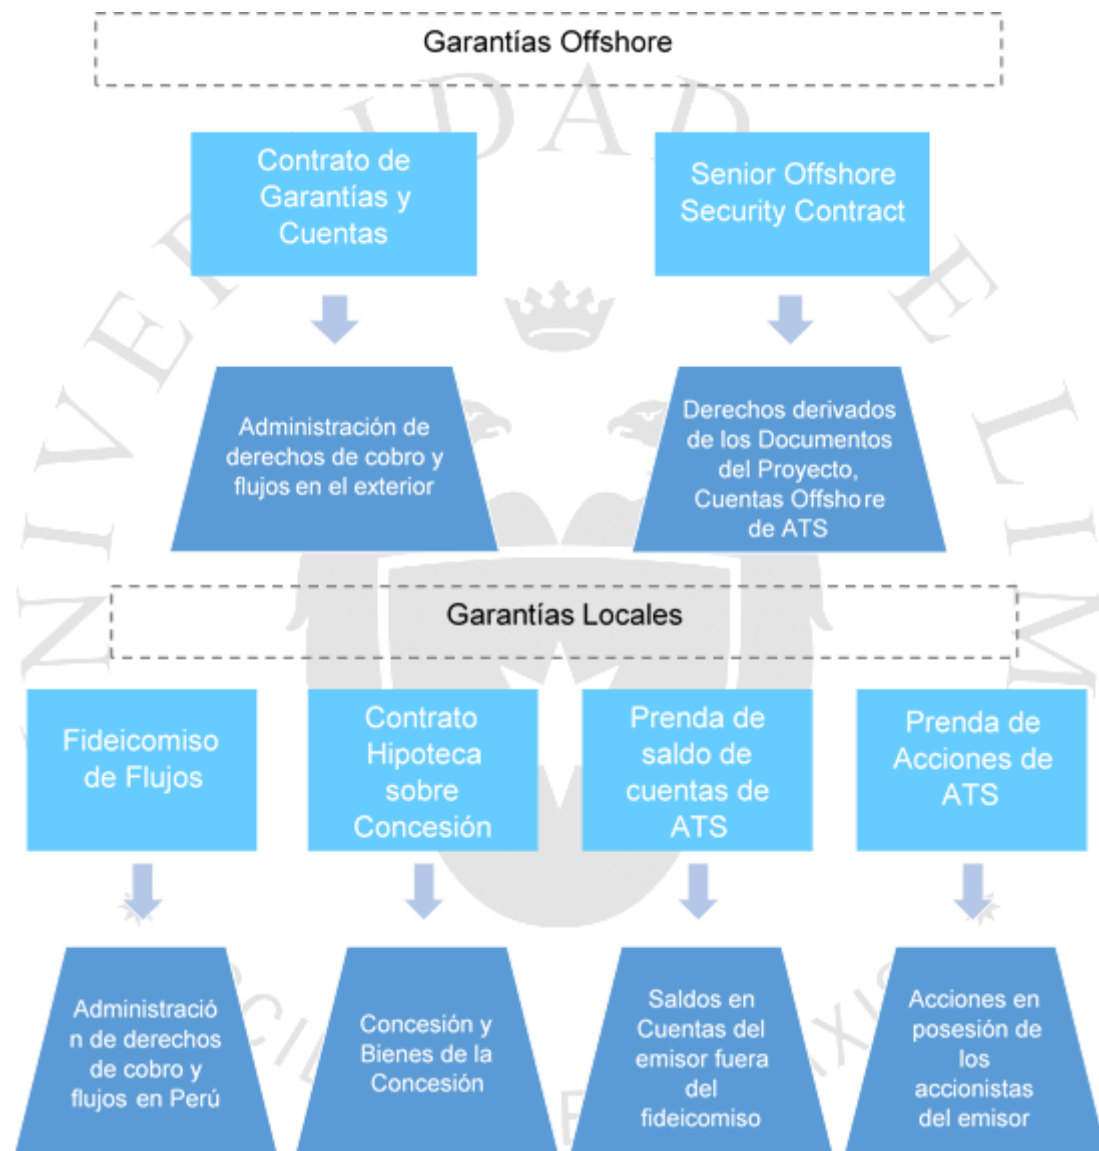 Garantías Offshore
Contrato de
Garantías y
Cuentas
Senior Offshore
Security Contract
Administración de
derechos de cobro y
flujos en el exterior
Derechos derivados
de los Documentos
del Proyecto,
Cuentas Offshore
de ATS
Garantías Locales
Fideicomiso
de Flujos
Contrato
Hipoteca
sobre
Concesión
Prenda de
saldo de
cuentas de
ATS
Prenda de
Acciones de
ATS
Administració
n de derechos
de cobro y
flujos en Perú
Concesión y
Bienes de la
Concesión
Saldos en
Cuentas del
emisor fuera
del
fideicomiso
Acciones en
posesión de
los
accionistas
del emisor